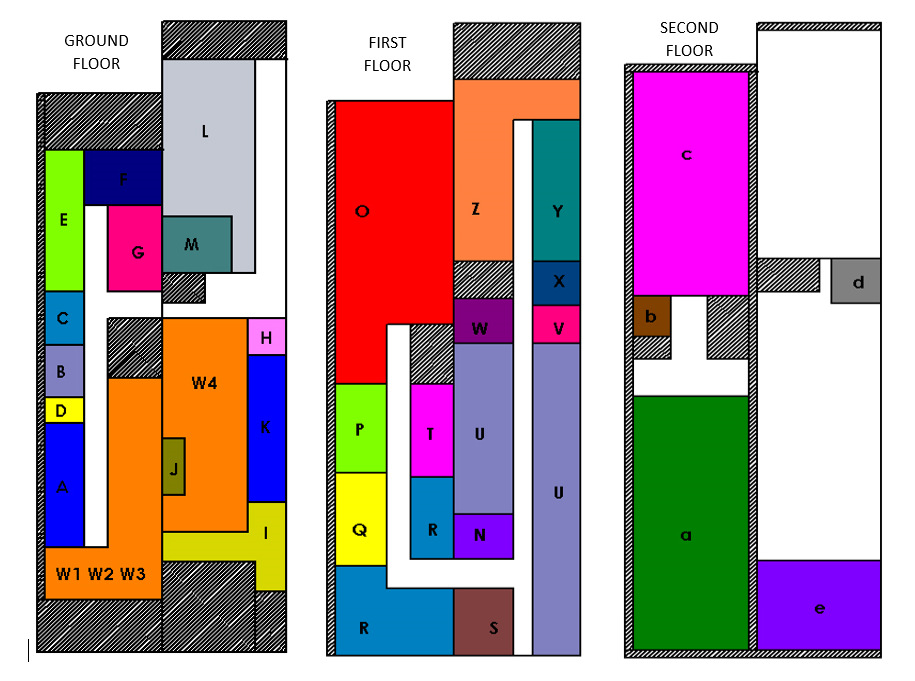 GROUND
FLOOR
FIRST
FLOOR
SECOND
FLOOR
L
E
F
G
M
C
B
D
A
H
W4
K
J
I
W1 W2 W3
O
Z
Y
X
W
V
P
T
U
U
Q
R
N
R
S
c
d
b
a
e